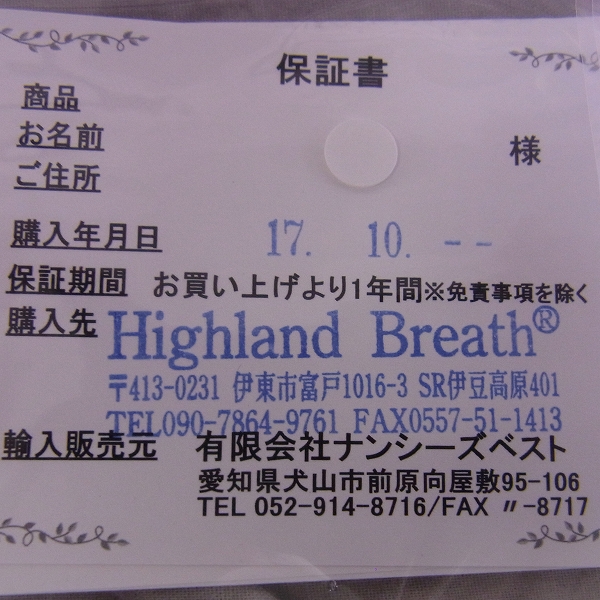 保証書
商品
お名前 様
ご住所
購入年月日 17. 10. --
保証期間 お買い上げより1年間※免責事項を除く
購入先 Highland Breath®
〒413-0231 伊東市富戸1016-3 SR伊豆高原401
TEL090-7864-9761 FAX0557-51-1413
輸入販売元 有限会社ナンシーズベスト
愛知県犬山市前原向屋敷95-106
TEL 052-914-8716/FAX 〃-8717